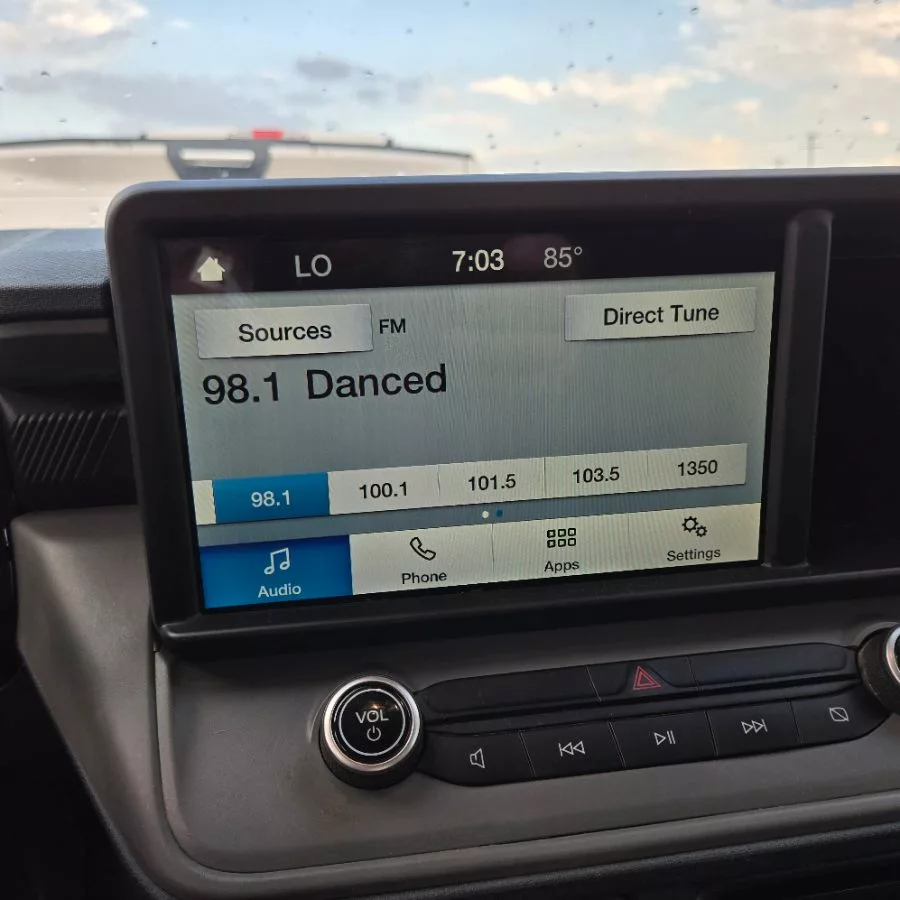 LO 7:03 85°
Sources FM Direct Tune
98.1 Danced
98.1 100.1 101.5 103.5 1350
Audio Phone Apps Settings
VOL